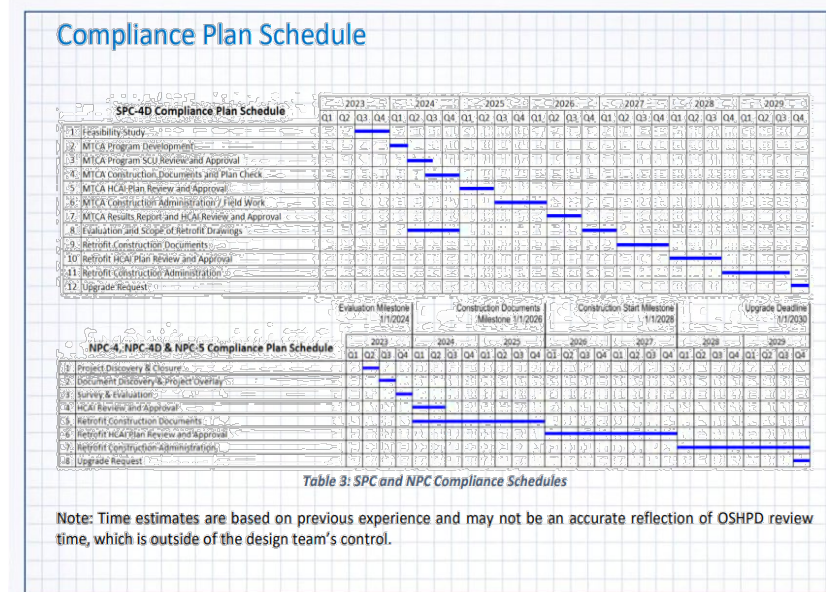 Compliance Plan Schedule
SPC-4D Compliance Plan Schedule
2023 2024 2025 2026 2027 2028 2029
Q1 Q2 Q3 Q4 Q1 Q2 Q3 Q4 Q1 Q2 Q3 Q4 Q1 Q2 Q3 Q4 Q1 Q2 Q3 Q4 Q1 Q2 Q3 Q4 Q1 Q2 Q3 Q4
1 Feasibility Study
2 MTCA Program Development
3 MTCA Program SCU Review and Approval
4 MTCA Construction Documents and Plan Check
5 MTCA HCAI Plan Review and Approval
6 MTCA Construction Administration / Field Work
7 MTCA Results Report and HCAI Review and Approval
8 Evaluation and Scope of Retrofit Drawings
9 Retrofit Construction Documents
10 Retrofit HCAI Plan Review and Approval
11 Retrofit Construction Administration
12 Upgrade Request
Evaluation Milestone Construction Documents Construction Start Milestone Upgrade Deadline
1/1/2024 Milestone 1/1/2026 1/1/2028 1/1/2030
NPC-4, NPC-4D & NPC-5 Compliance Plan Schedule
2023 2024 2025 2026 2027 2028 2029
Q1 Q2 Q3 Q4 Q1 Q2 Q3 Q4 Q1 Q2 Q3 Q4 Q1 Q2 Q3 Q4 Q1 Q2 Q3 Q4 Q1 Q2 Q3 Q4 Q1 Q2 Q3 Q4
1 Project Discovery & Closure
2 Document Discovery & Project Overlay
3 Survey & Evaluation
4 HCAI Review and Approval
5 Retrofit Construction Documents
6 Retrofit HCAI Plan Review and Approval
7 Retrofit Construction Administration
8 Upgrade Request
Table 3: SPC and NPC Compliance Schedules
Note: Time estimates are based on previous experience and may not be an accurate reflection of OSHPD review
time, which is outside of the design team's control.